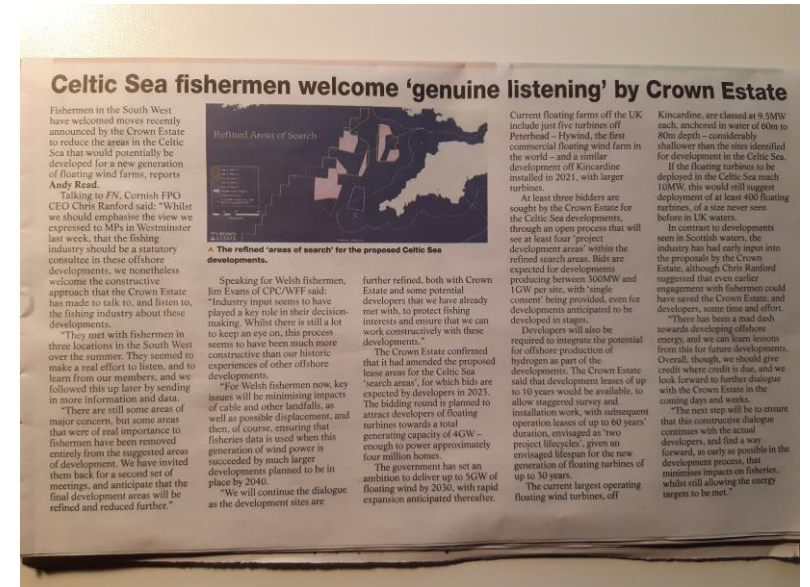 Celtic Sea fishermen welcome ‘genuine listening’ by Crown Estate
Fishermen in the South West
have welcomed moves recently
announced by the Crown Estate
to reduce the areas in the Celtic
Sea that would potentially be
developed for a new generation
of floating wind farms, reports
Andy Read.
Talking to FN, Cornish FPO
CEO Chris Ranford said: “Whilst
we should emphasise the view we
expressed to MPs in Westminster
last week, that the fishing
industry should be a statutory
consultee in these offshore
developments, we nonetheless
welcome the constructive
approach that the Crown Estate
has made to talk to, and listen to,
the fishing industry about these
developments.
“They met with fishermen in
three locations in the South West
over the summer. They seemed to
make a real effort to listen, and to
learn from our members, and we
followed this up later by sending
in more information and data.
“There are still some areas of
major concern, but some areas
that were of real importance to
fishermen have been removed
entirely from the suggested areas
of development. We have invited
them back for a second set of
meetings, and anticipate that the
final development areas will be
refined and reduced further.”
Refined Areas of Search
The refined ‘areas of search’ for the proposed Celtic Sea
developments.
Speaking for Welsh fishermen,
Jim Evans of CPC/WFF said:
“Industry input seems to have
played a key role in their decision-
making. Whilst there is still a lot
to keep an eye on, this process
seems to have been much more
constructive than our historic
experiences of other offshore
developments.
“For Welsh fishermen now, key
issues will be minimising impacts
of cable and other landfalls, as
well as possible displacement, and
then, of course, ensuring that
fisheries data is used when this
generation of wind power is
succeeded by much larger
developments planned to be in
place by 2040.
“We will continue the dialogue
as the development sites are
further refined, both with Crown
Estate and some potential
developers that we have already
met with, to protect fishing
interests and ensure that we can
work constructively with these
developments.”
The Crown Estate confirmed
that it had amended the proposed
lease areas for the Celtic Sea
‘search areas’, for which bids are
expected by developers in 2023.
The bidding round is planned to
attract developers of floating
turbines towards a total
generating capacity of 4GW –
enough to power approximately
four million homes.
The government has set an
ambition to deliver up to 5GW of
floating wind by 2030, with rapid
expansion anticipated thereafter.
Current floating farms off the UK
include just five turbines off
Peterhead – Hywind, the first
commercial floating wind farm in
the world – and a similar
development off Kincardine
installed in 2021, with larger
turbines.
At least three bidders are
sought by the Crown Estate for
the Celtic Sea developments,
through an open process that will
see at least four ‘project
development areas’ within the
refined search areas. Bids are
expected for developments
producing between 300MW and
1GW per site, with ‘single
consent’ being provided, even for
developments anticipated to be
developed in stages.
Developers will also be
required to integrate the potential
for offshore production of
hydrogen as part of the
developments. The Crown Estate
said that development leases of up
to 10 years would be available, to
allow staggered survey and
installation work, with subsequent
operation leases of up to 60 years’
duration, envisaged as ‘two
project lifecycles’, given an
envisaged lifespan for the new
generation of floating turbines of
up to 30 years.
The current largest operating
floating wind turbines, off
Kincardine, are classed at 9.5MW
each, anchored in water of 60m to
80m depth – considerably
shallower than the sites identified
for development in the Celtic Sea.
If the floating turbines to be
deployed in the Celtic Sea reach
10MW, this would still suggest
deployment of at least 400 floating
turbines, of a size never seen
before in UK waters.
In contrast to developments
seen in Scottish waters, the
industry has had early input into
the proposals by the Crown
Estate, although Chris Ranford
suggested that even earlier
engagement with fishermen could
have saved the Crown Estate, and
developers, some time and effort.
“There has been a mad dash
towards developing offshore
energy, and we can learn lessons
from this for future developments.
Overall, though, we should give
credit where credit is due, and we
look forward to further dialogue
with the Crown Estate in the
coming days and weeks.
“The next step will be to ensure
that this constructive dialogue
continues with the actual
developers, and find a way
forward, as early as possible in the
development process, that
minimises impacts on fisheries,
whilst still allowing the energy
targets to be met.”